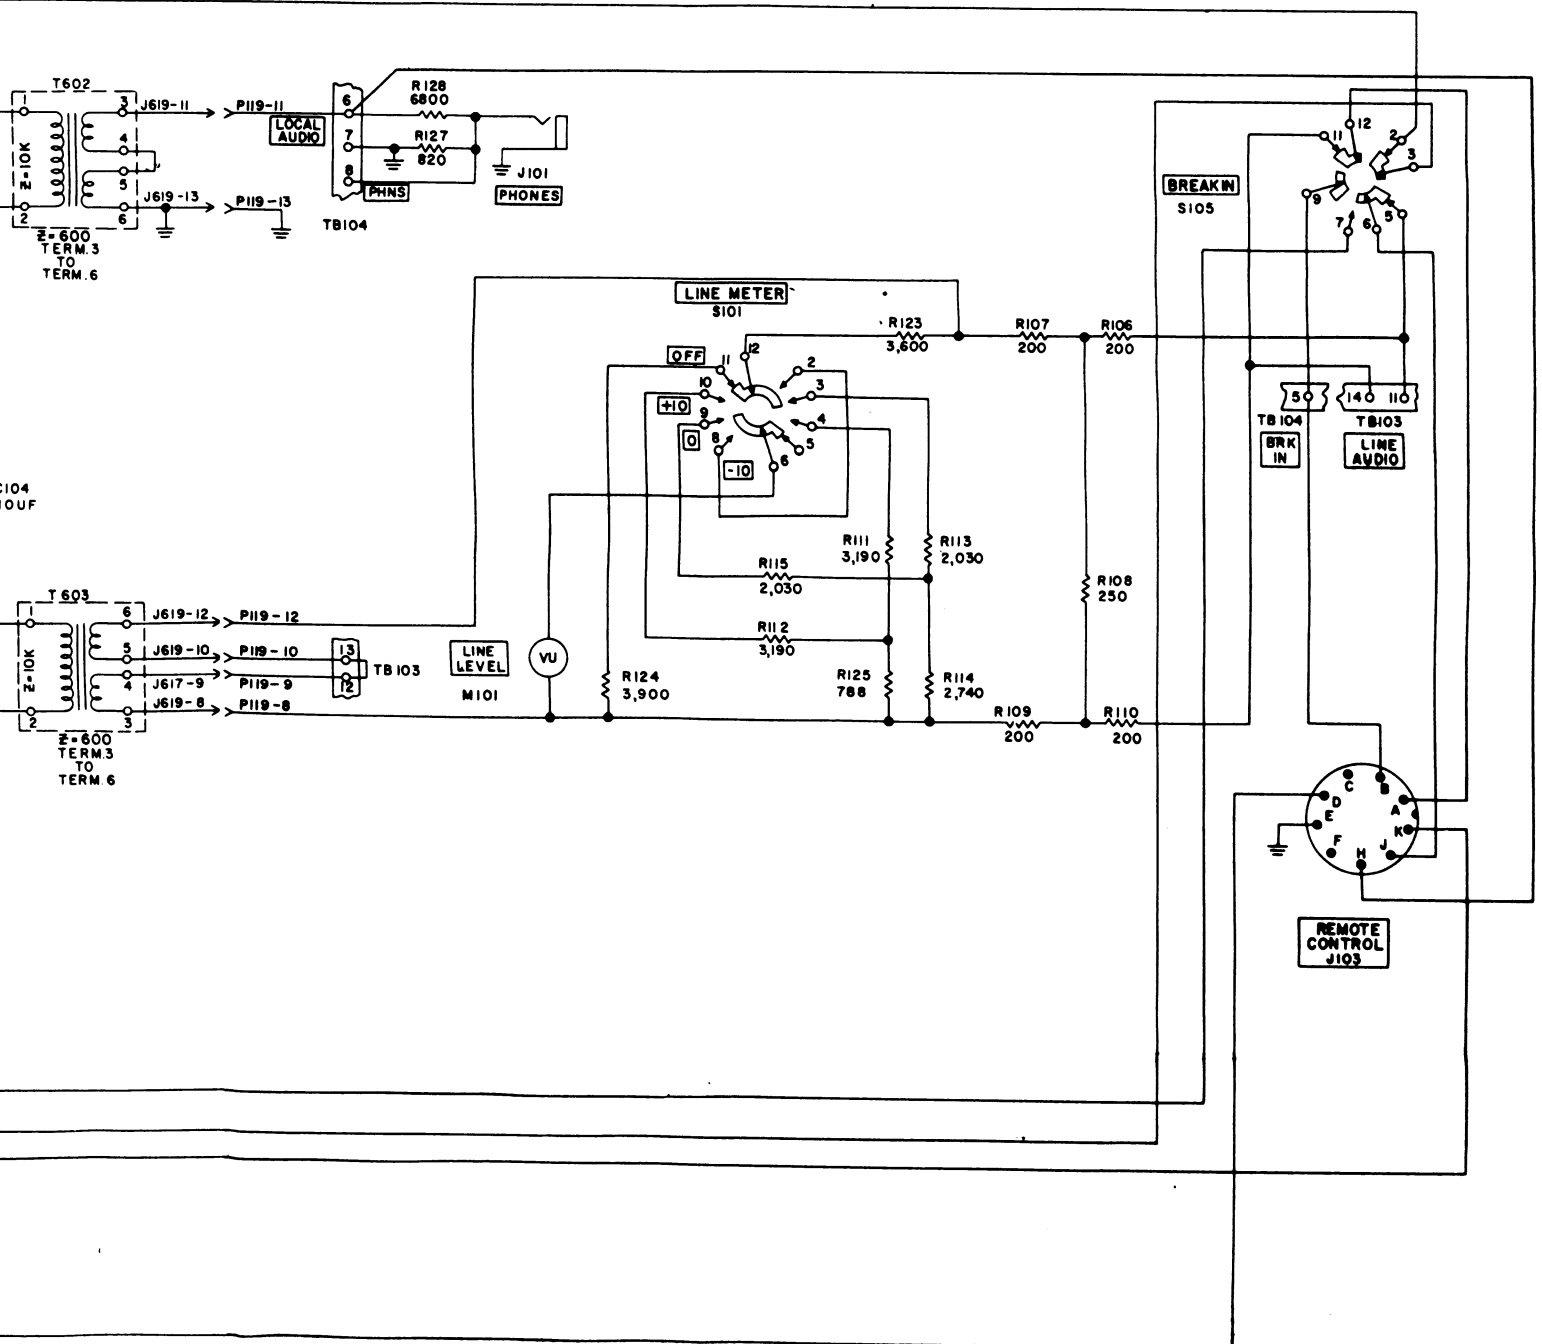 T602
1
3
J619-11
P119-11
LOCAL
AUDIO
4
5
Z=10K
J619-13
P119-13
2
6
Z=600
TERM.3
TO
TERM.6
6
7
8
PHNS
TB104
R128
6800
R127
820
J101
PHONES
BREAKIN
S105
11
12
2
3
9
7
6
5
LINE METER
S101
OFF
+10
0
-10
11
12
2
10
3
9
4
8
5
6
R123
3,600
R107
200
R106
200
5
TB104
BRK
IN
14
11
TB103
LINE
AUDIO
C104
10UF
R111
3,190
R113
2,030
R115
2,030
R108
250
R112
3,190
T603
1
6
J619-12
P119-12
5
J619-10
P119-10
4
J617-9
P119-9
Z=10K
J619-8
P119-8
2
3
Z=600
TERM.3
TO
TERM.6
13
12
TB103
LINE
LEVEL
M101
VU
R124
3,900
R125
788
R114
2,740
R109
200
R110
200
C
B
D
A
E
K
F
J
H
REMOTE
CONTROL
J103